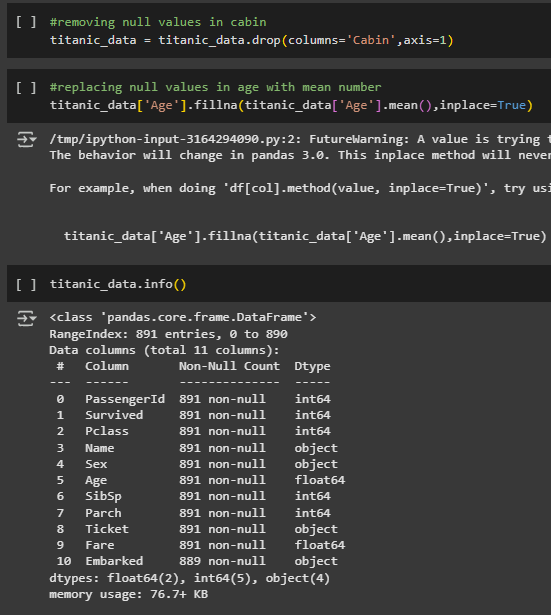 [ ] #removing null values in cabin
titanic_data = titanic_data.drop(columns='Cabin',axis=1)
[ ] #replacing null values in age with mean number
titanic_data['Age'].fillna(titanic_data['Age'].mean(),inplace=True)
/tmp/ipython-input-3164294090.py:2: FutureWarning: A value is trying
The behavior will change in pandas 3.0. This inplace method will never
For example, when doing 'df[col].method(value, inplace=True)', try
titanic_data['Age'].fillna(titanic_data['Age'].mean(),inplace=True)
[ ] titanic_data.info()
<class 'pandas.core.frame.DataFrame'>
RangeIndex: 891 entries, 0 to 890
Data columns (total 11 columns):
#   Column       Non-Null Count  Dtype
---  ------       --------------  -----
0   PassengerId  891 non-null    int64
1   Survived     891 non-null    int64
2   Pclass       891 non-null    int64
3   Name         891 non-null    object
4   Sex          891 non-null    object
5   Age          891 non-null    float64
6   SibSp        891 non-null    int64
7   Parch        891 non-null    int64
8   Ticket       891 non-null    object
9   Fare         891 non-null    float64
10  Embarked     889 non-null    object
dtypes: float64(2), int64(5), object(4)
memory usage: 76.7+ KB